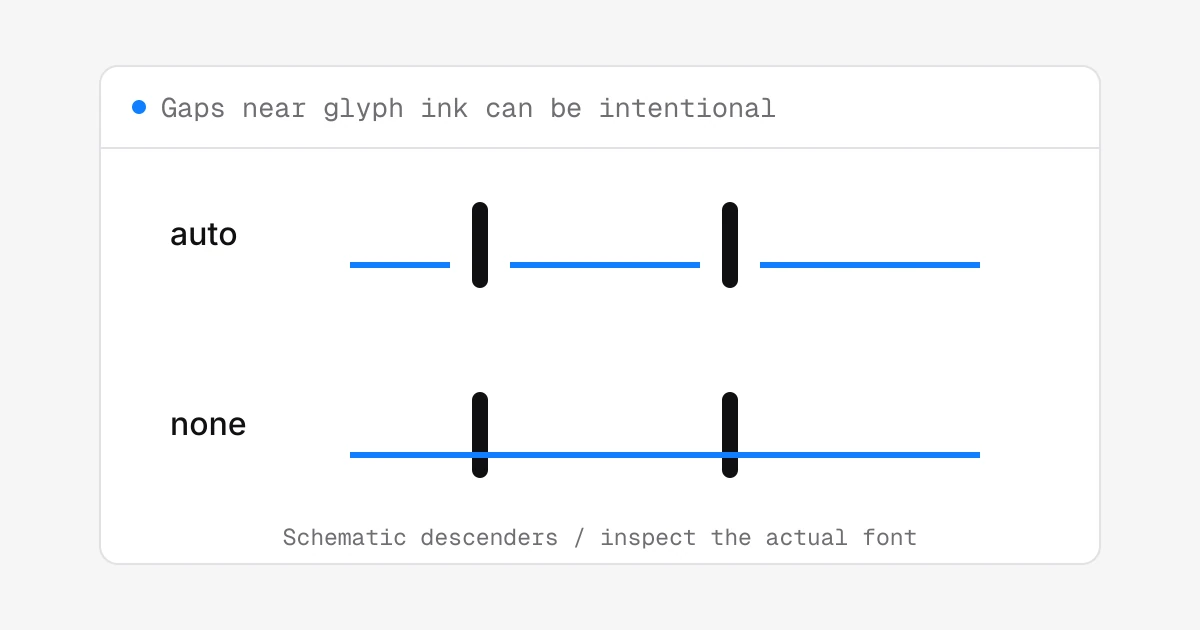 Gaps near glyph ink can be intentional
auto
none
Schematic descenders / inspect the actual font